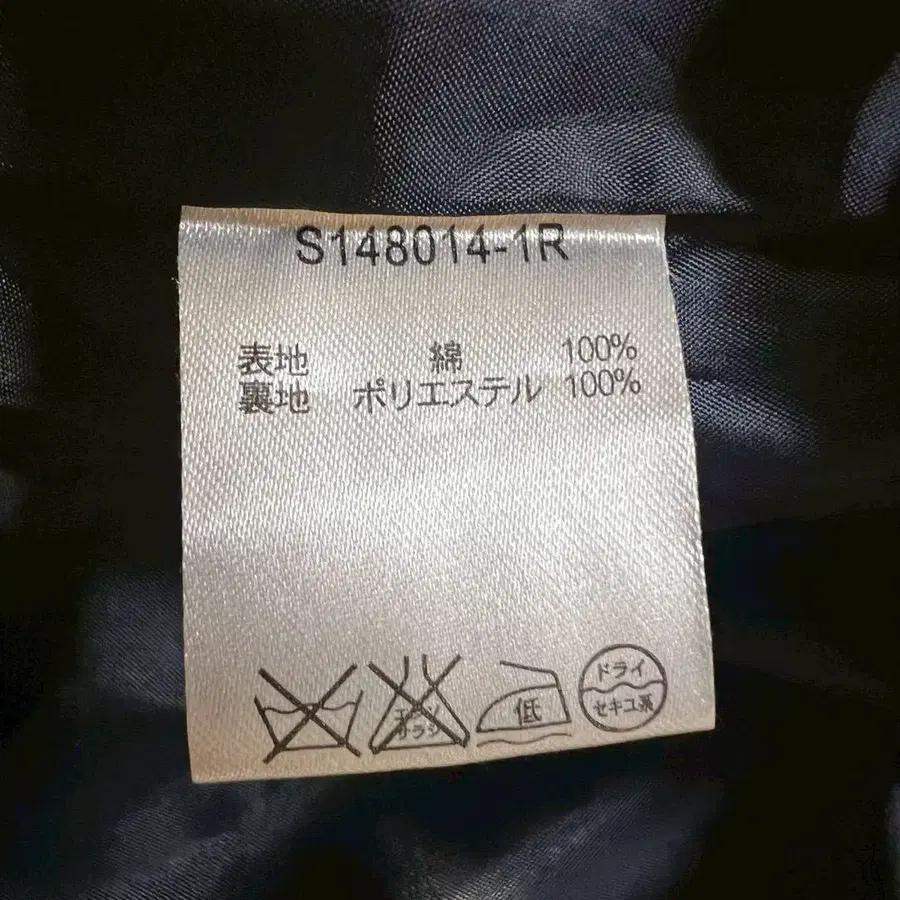 S148014-1R
表地 綿 100%
裏地 ポリエステル 100%
エンソ
サラシ
低
ドライ
セキユ系